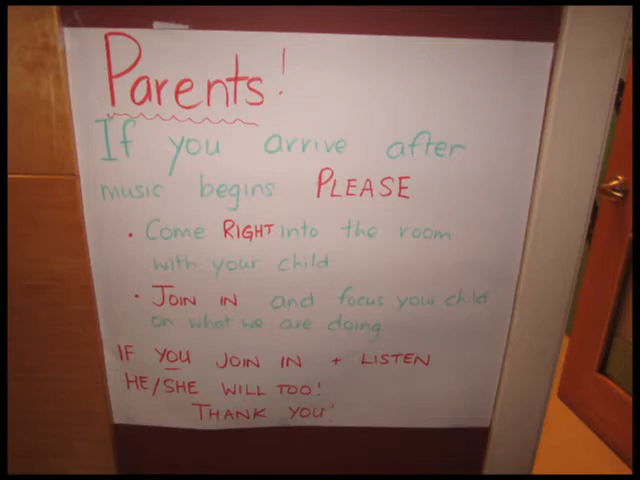 Parents!
If you arrive after
music begins PLEASE
• Come RIGHT into the room
with your child
• JOIN IN and focus your child
on what we are doing
IF YOU JOIN IN + LISTEN
HE/SHE WILL TOO!
THANK YOU!